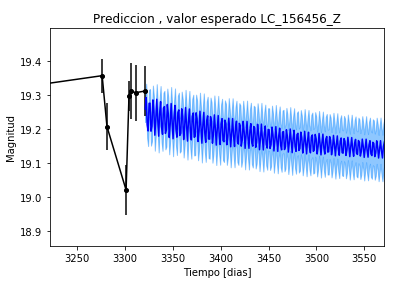 Prediccion , valor esperado LC_156456_Z
Magnitud
19.4
19.3
19.2
19.1
19.0
18.9
3250 3300 3350 3400 3450 3500 3550
Tiempo [dias]